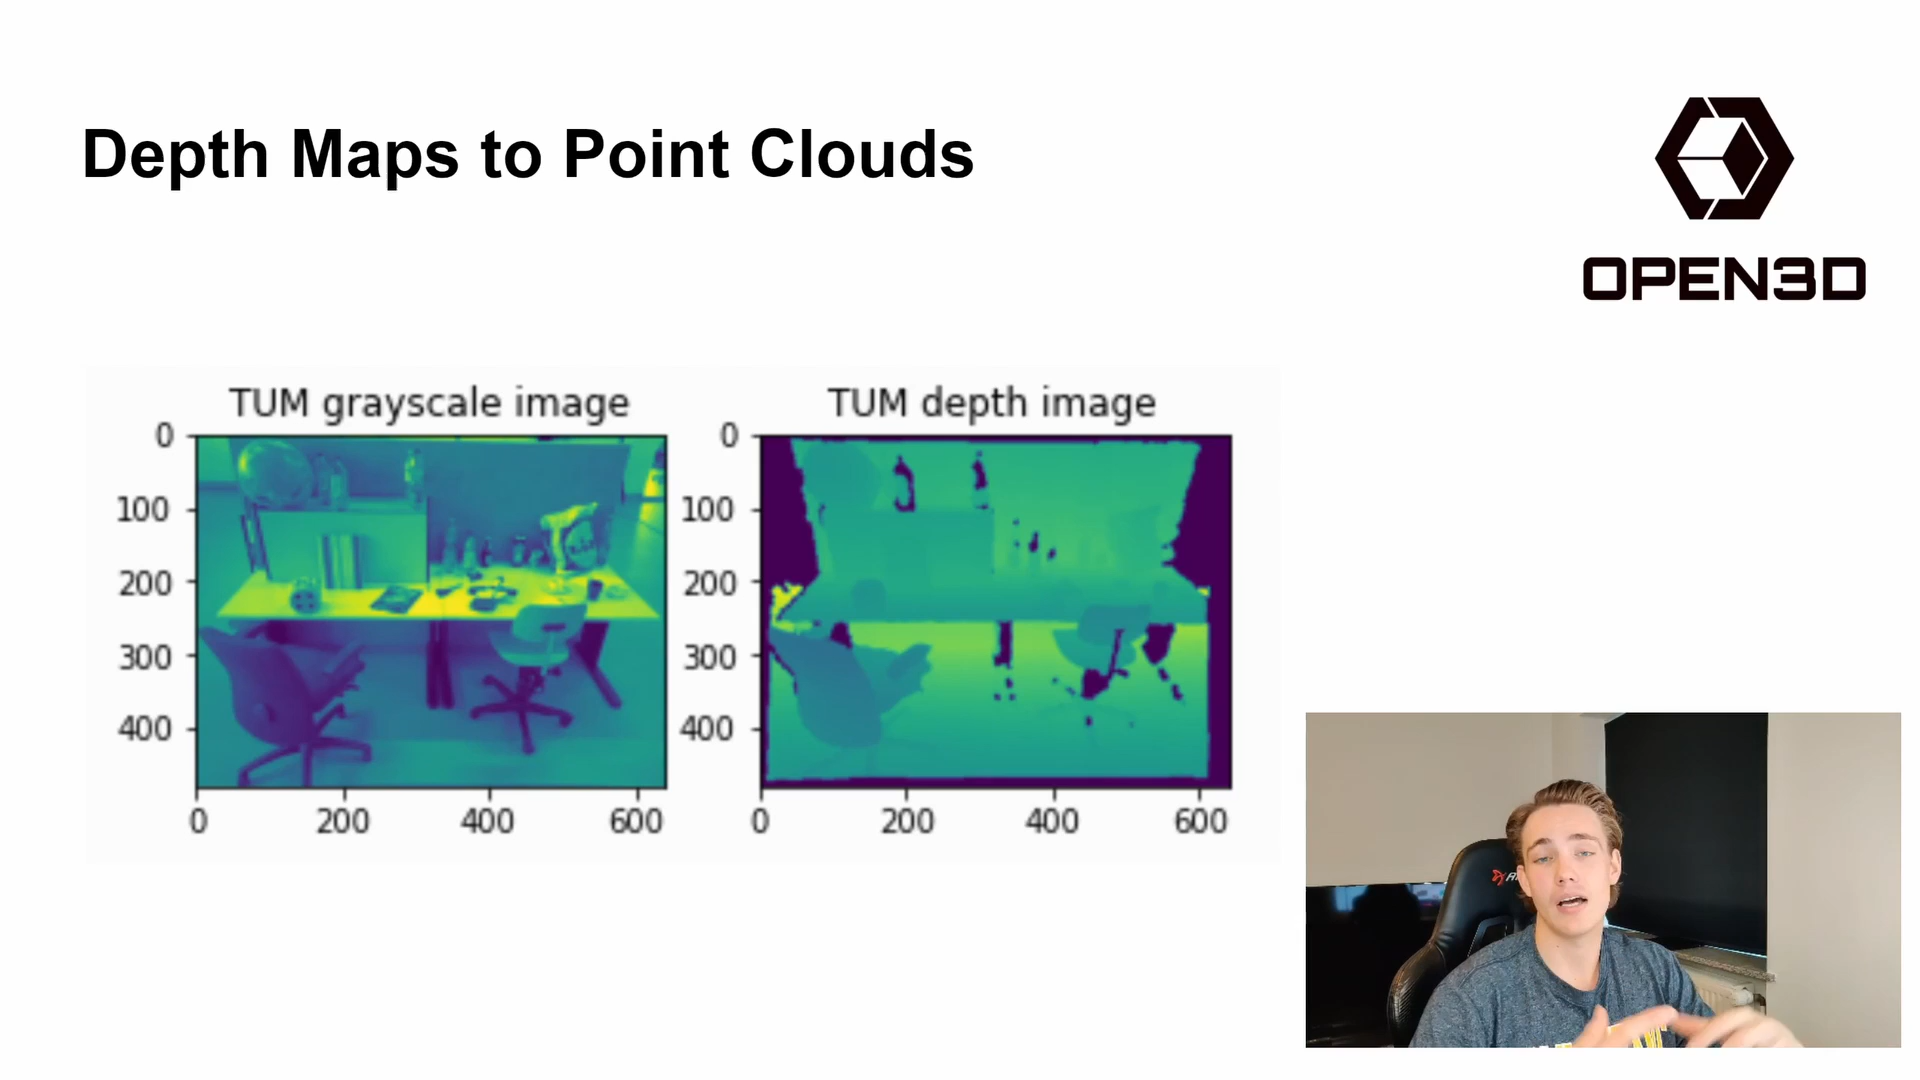 Depth Maps to Point Clouds
OPEN3D
TUM grayscale image
0
100
200
300
400
0 200 400 600
TUM depth image
0
100
200
300
400
0 200 400 600